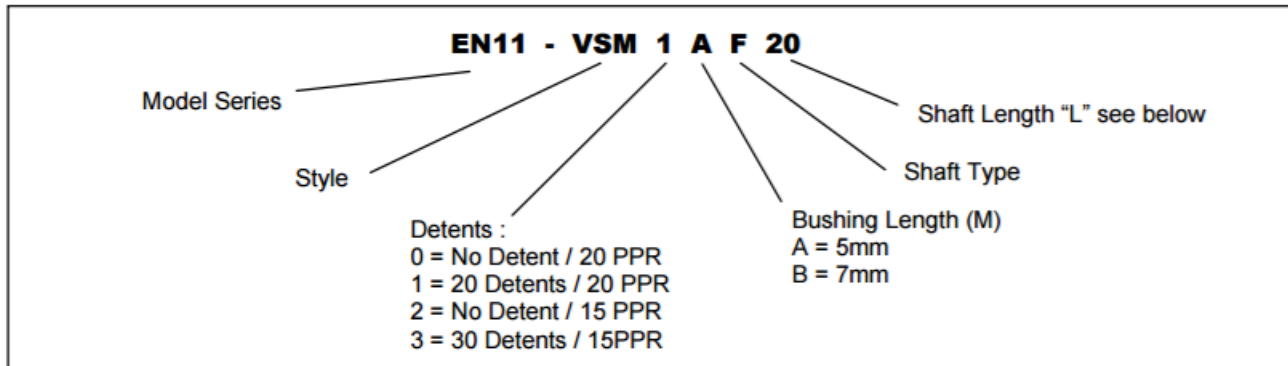 EN11 - VSM 1 A F 20
Model Series
Shaft Length “L” see below
Style
Shaft Type
Detents :
0 = No Detent / 20 PPR
1 = 20 Detents / 20 PPR
2 = No Detent / 15 PPR
3 = 30 Detents / 15PPR
Bushing Length (M)
A = 5mm
B = 7mm